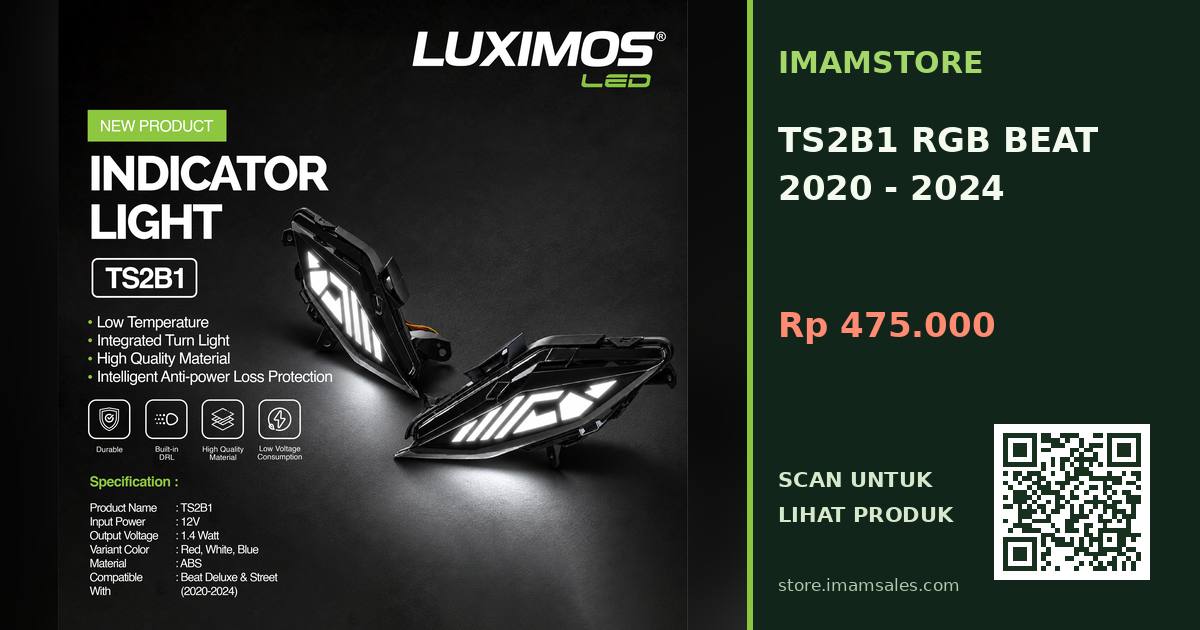 LUXIMOS®
LED
NEW PRODUCT
INDICATOR
LIGHT
TS2B1
• Low Temperature
• Integrated Turn Light
• High Quality Material
• Intelligent Anti-power Loss Protection
Durable
Built-in
DRL
High Quality
Material
Low Voltage
Consumption
Specification :
Product Name : TS2B1
Input Power : 12V
Output Voltage : 1.4 Watt
Variant Color : Red, White, Blue
Material : ABS
Compatible : Beat Deluxe & Street
With (2020-2024)
IMAMSTORE
TS2B1 RGB BEAT
2020 - 2024
Rp 475.000
SCAN UNTUK
LIHAT PRODUK
store.imamsales.com